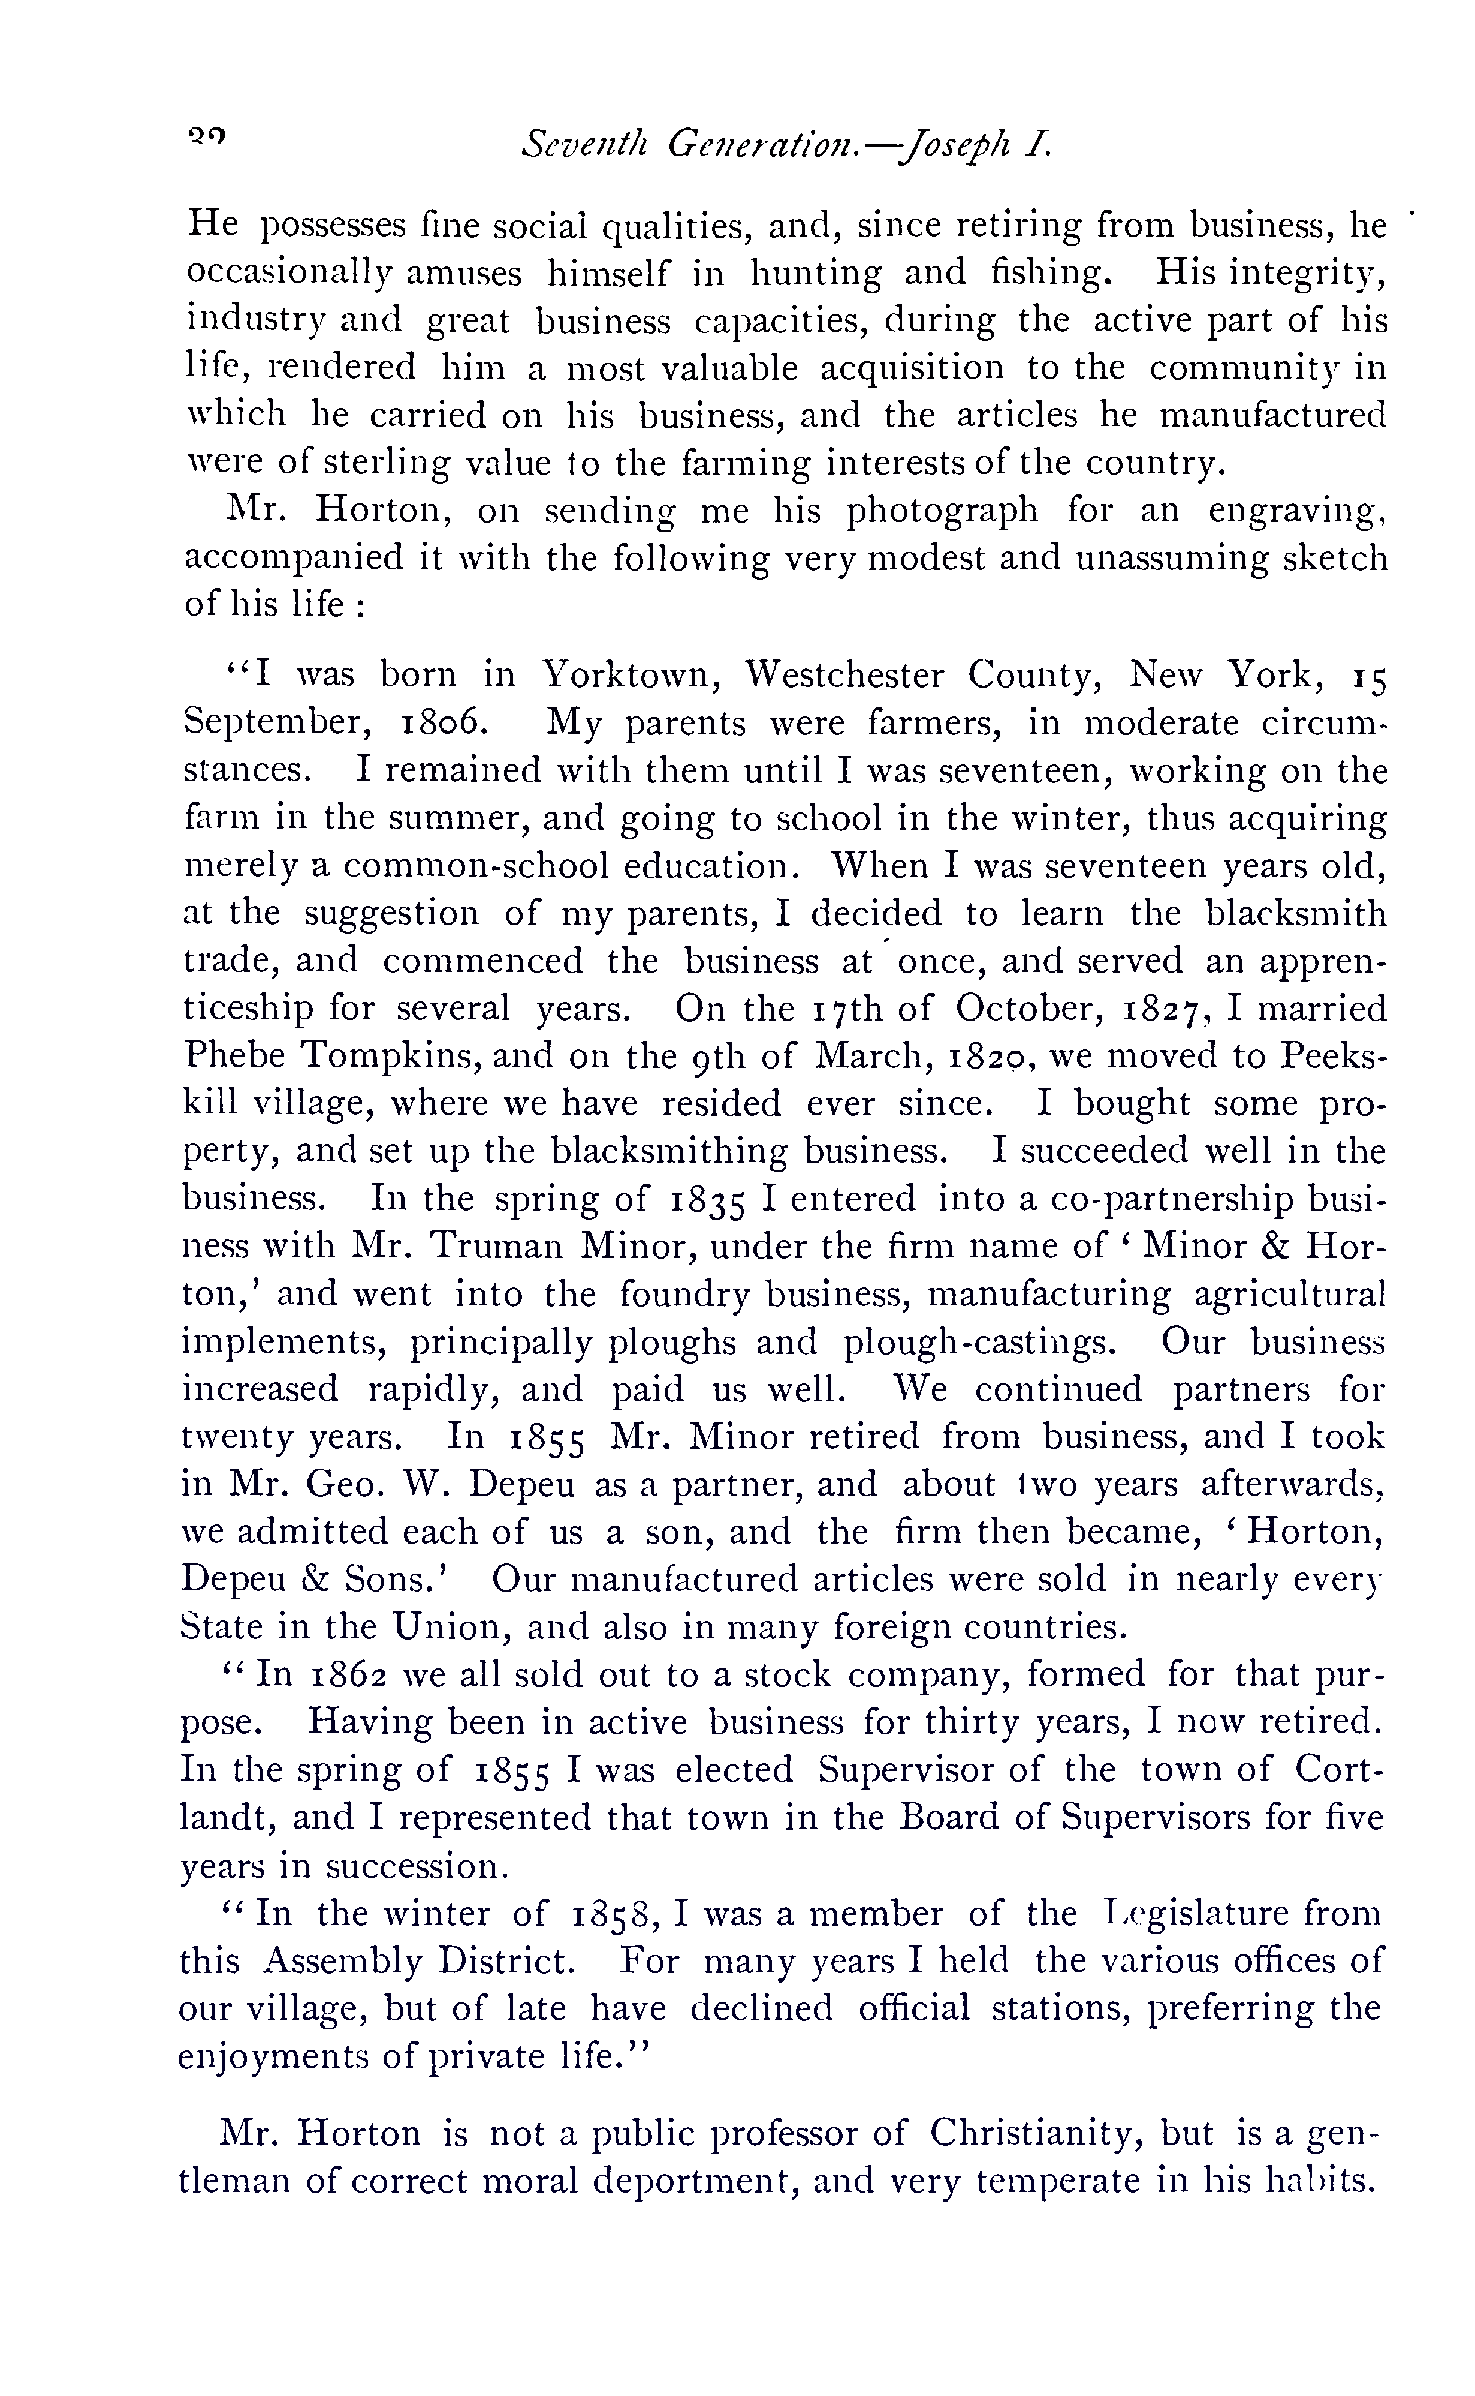 Seventh Generation.—Joseph I.
He possesses fine social qualities, and, since retiring from business, he
occasionally amuses himself in hunting and fishing. His integrity,
industry and great business capacities, during the active part of his
life, rendered him a most valuable acquisition to the community in
which he carried on his business, and the articles he manufactured
were of sterling value to the farming interests of the country.
Mr. Horton, on sending me his photograph for an engraving,
accompanied it with the following very modest and unassuming sketch
of his life :
“I was born in Yorktown, Westchester County, New York, 15
September, 1806. My parents were farmers, in moderate circum-
stances. I remained with them until I was seventeen, working on the
farm in the summer, and going to school in the winter, thus acquiring
merely a common-school education. When I was seventeen years old,
at the suggestion of my parents, I decided to learn the blacksmith
trade, and commenced the business at once, and served an appren-
ticeship for several years. On the 17th of October, 1827, I married
Phebe Tompkins, and on the 9th of March, we moved to Peeks-
kill village, where we have resided ever since. I bought some pro-
perty, and set up the blacksmithing business. I succeeded well in the
business. In the spring of 1835 I entered into a co-partnership busi-
ness with Mr. Truman Minor, under the firm name of ‘ Minor & Hor-
ton,’ and went into the foundry business, manufacturing agricultural
implements, principally ploughs and plough-castings. Our business
increased rapidly, and paid us well. We continued partners for
twenty years. In 1855 Mr. Minor retired from business, and I took
in Mr. Geo. W. Depeu as a partner, and about two years afterwards,
we admitted each of us a son, and the firm then became, ‘ Horton,
Depeu & Sons.’ Our manufactured articles were sold in nearly every
State in the Union, and also in many foreign countries.
“ In 1862 we all sold out to a stock company, formed for that pur-
pose. Having been in active business for thirty years, I now retired.
In the spring of 1855 I was elected Supervisor of the town of Cort-
landt, and I represented that town in the Board of Supervisors for five
years in succession.
“ In the winter of 1858, I was a member of the Legislature from
this Assembly District. For many years I held the various offices of
our village, but of late have declined official stations, preferring the
enjoyments of private life.”
Mr. Horton is not a public professor of Christianity, but is a gen-
tleman of correct moral deportment, and very temperate in his habits.